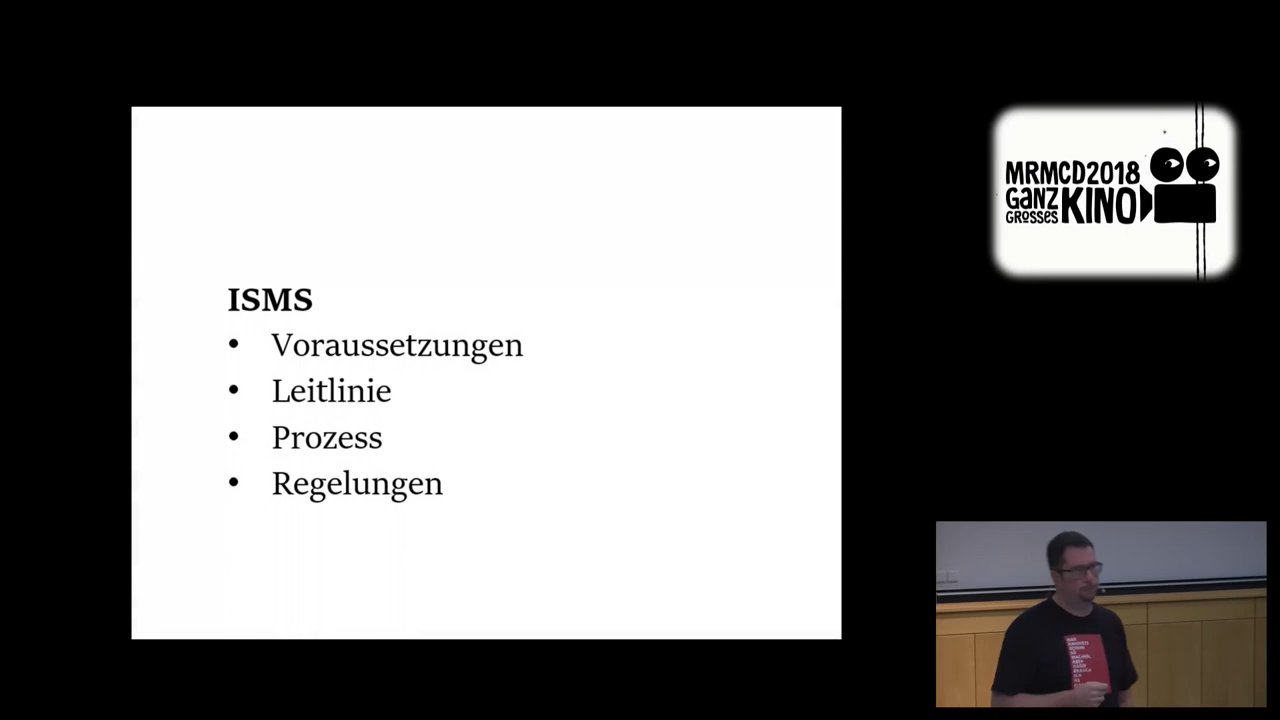 ISMS
• Voraussetzungen
• Leitlinie
• Prozess
• Regelungen
MRMCD2018
GANZ
GROSSES
KINO